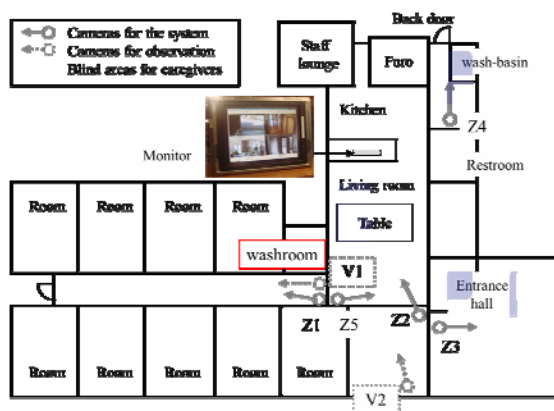 Cameras for the system
Cameras for observation
Blind areas for caregivers
Back door
Staff
lounge
Furo
wash-basin
Kitchen
Z4
Monitor
Restroom
Living room
Room Room Room Room
Table
washroom
V1
Entrance
hall
Z1 Z5 Z2
Z3
Room Room Room Room Room
V2